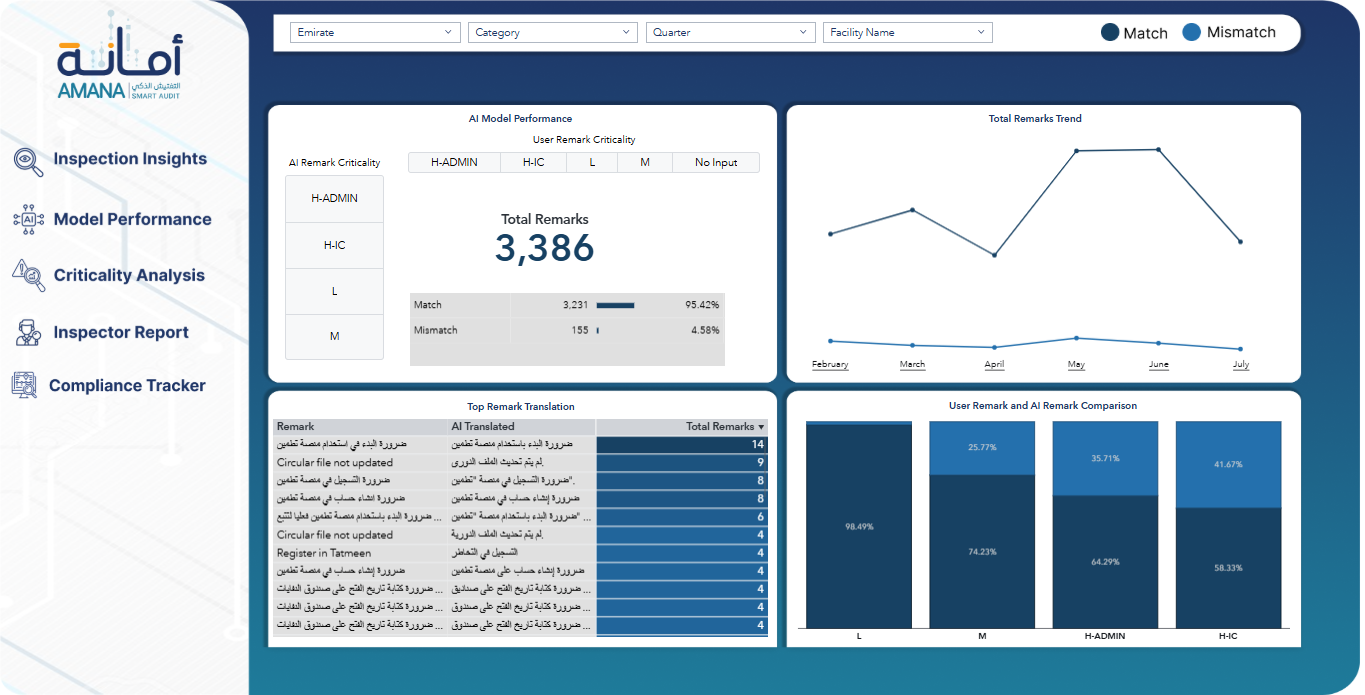 أمانة
AMANA
التفتيش الذكي
SMART AUDIT
Inspection Insights
Model Performance
Criticality Analysis
Inspector Report
Compliance Tracker
Emirate
Category
Quarter
Facility Name
Match
Mismatch
AI Model Performance
User Remark Criticality
AI Remark Criticality
H-ADMIN H-IC L M No Input
H-ADMIN
H-IC
L
M
Total Remarks
3,386
Match 3,231 95.42%
Mismatch 155 4.58%
Total Remarks Trend
February March April May June July
Top Remark Translation
Remark AI Translated Total Remarks
ضرورة البدء في استخدام منصة تطمين ضرورة البدء باستخدام منصة تطمين 14
Circular file not updated لم يتم تحديث الملف الدوري. 9
ضرورة التسجيل في منصة تطمين ضرورة التسجيل في منصة "تطمين". 8
ضرورة انشاء حساب في منصة تطمين ضرورة إنشاء حساب في منصة تطمين 8
ضرورة البدء باستخدام منصة تطمين فعليا لتتبع ... ضرورة البدء باستخدام منصة "تطمين" ... 6
Circular file not updated لم يتم تحديث الملف الدورية. 4
Register in Tatmeen التسجيل في التخاطر 4
ضرورة إنشاء حساب في منصة تطمين ضرورة إنشاء حساب على منصة تطمين 4
ضرورة كتابة تاريخ الفتح على صندوق النفايات ... ضرورة كتابة تاريخ الفتح على صناديق ... 4
ضرورة كتابة تاريخ الفتح على صندوق النفايات ... ضرورة كتابة تاريخ الفتح على صندوق ... 4
ضرورة كتابة تاريخ الفتح على صندوق النفايات ... ضرورة كتابة تاريخ الفتح على صندوق ... 4
User Remark and AI Remark Comparison
25.77% 35.71% 41.67%
98.49% 74.23% 64.29% 58.33%
L M H-ADMIN H-IC